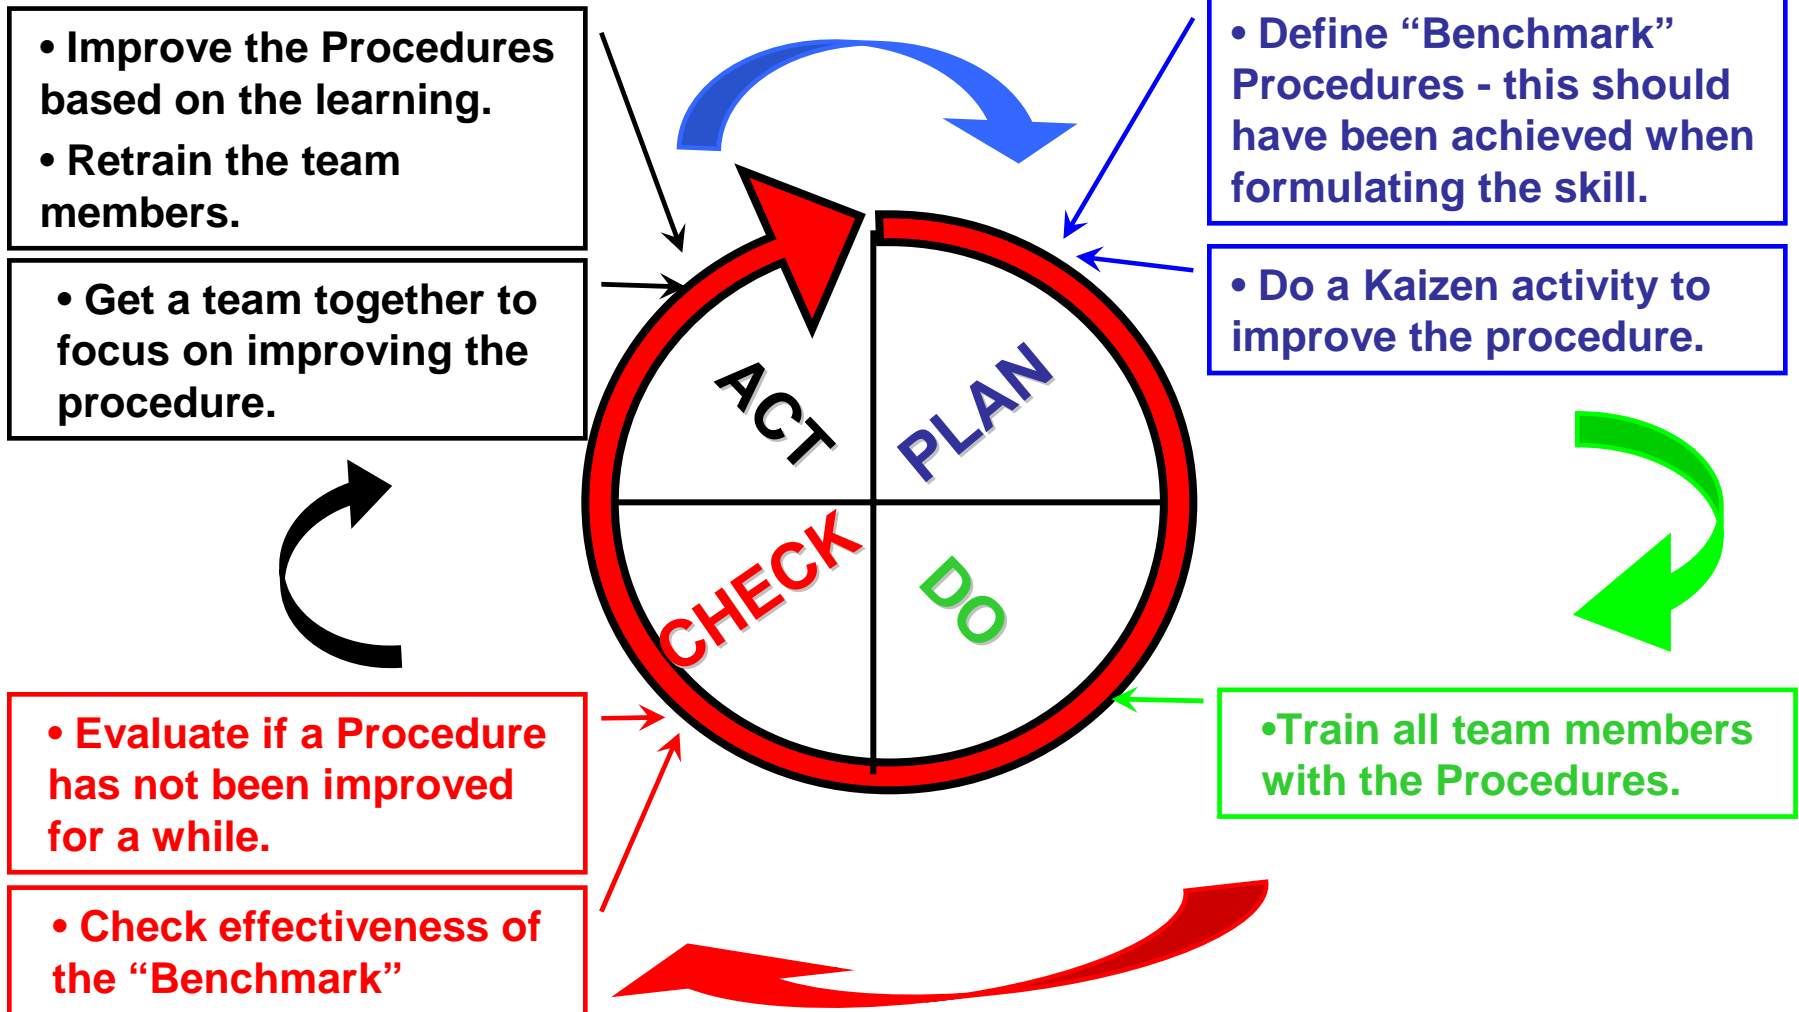 • Improve the Procedures
based on the learning.
• Retrain the team
members.
• Get a team together to
focus on improving the
procedure.
• Define “Benchmark”
Procedures - this should
have been achieved when
formulating the skill.
• Do a Kaizen activity to
improve the procedure.
ACT
PLAN
CHECK
DO
• Evaluate if a Procedure
has not been improved
for a while.
• Check effectiveness of
the “Benchmark”
•Train all team members
with the Procedures.